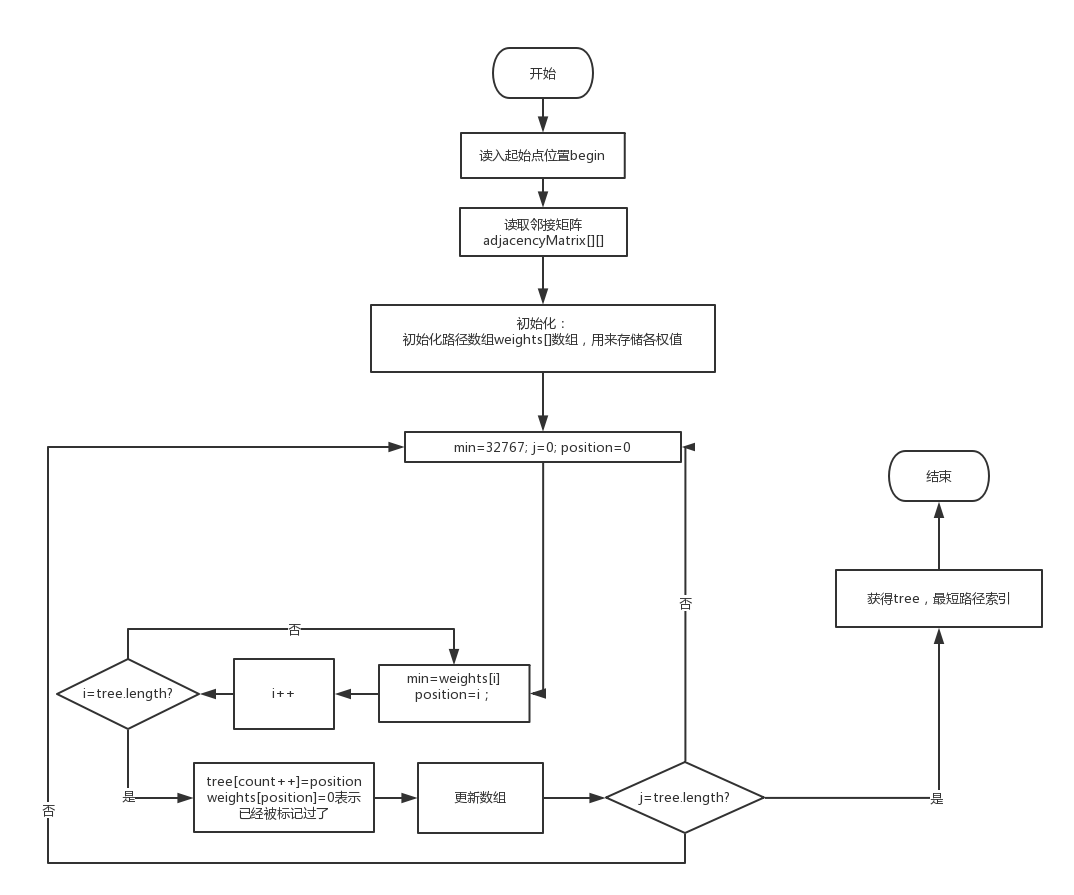 开始
读入起始点位置begin
读取邻接矩阵
adjacencyMatrix[][]
初始化：
初始化路径数组weights[]数组，用来存储各权值
min=32767; j=0; position=0
结束
获得tree，最短路径索引
否
否
min=weights[i]
position=i；
i++
i=tree.length?
是
tree[count++]=position
weights[position]=0表示
已经被标记过了
更新数组
j=tree.length?
是
否